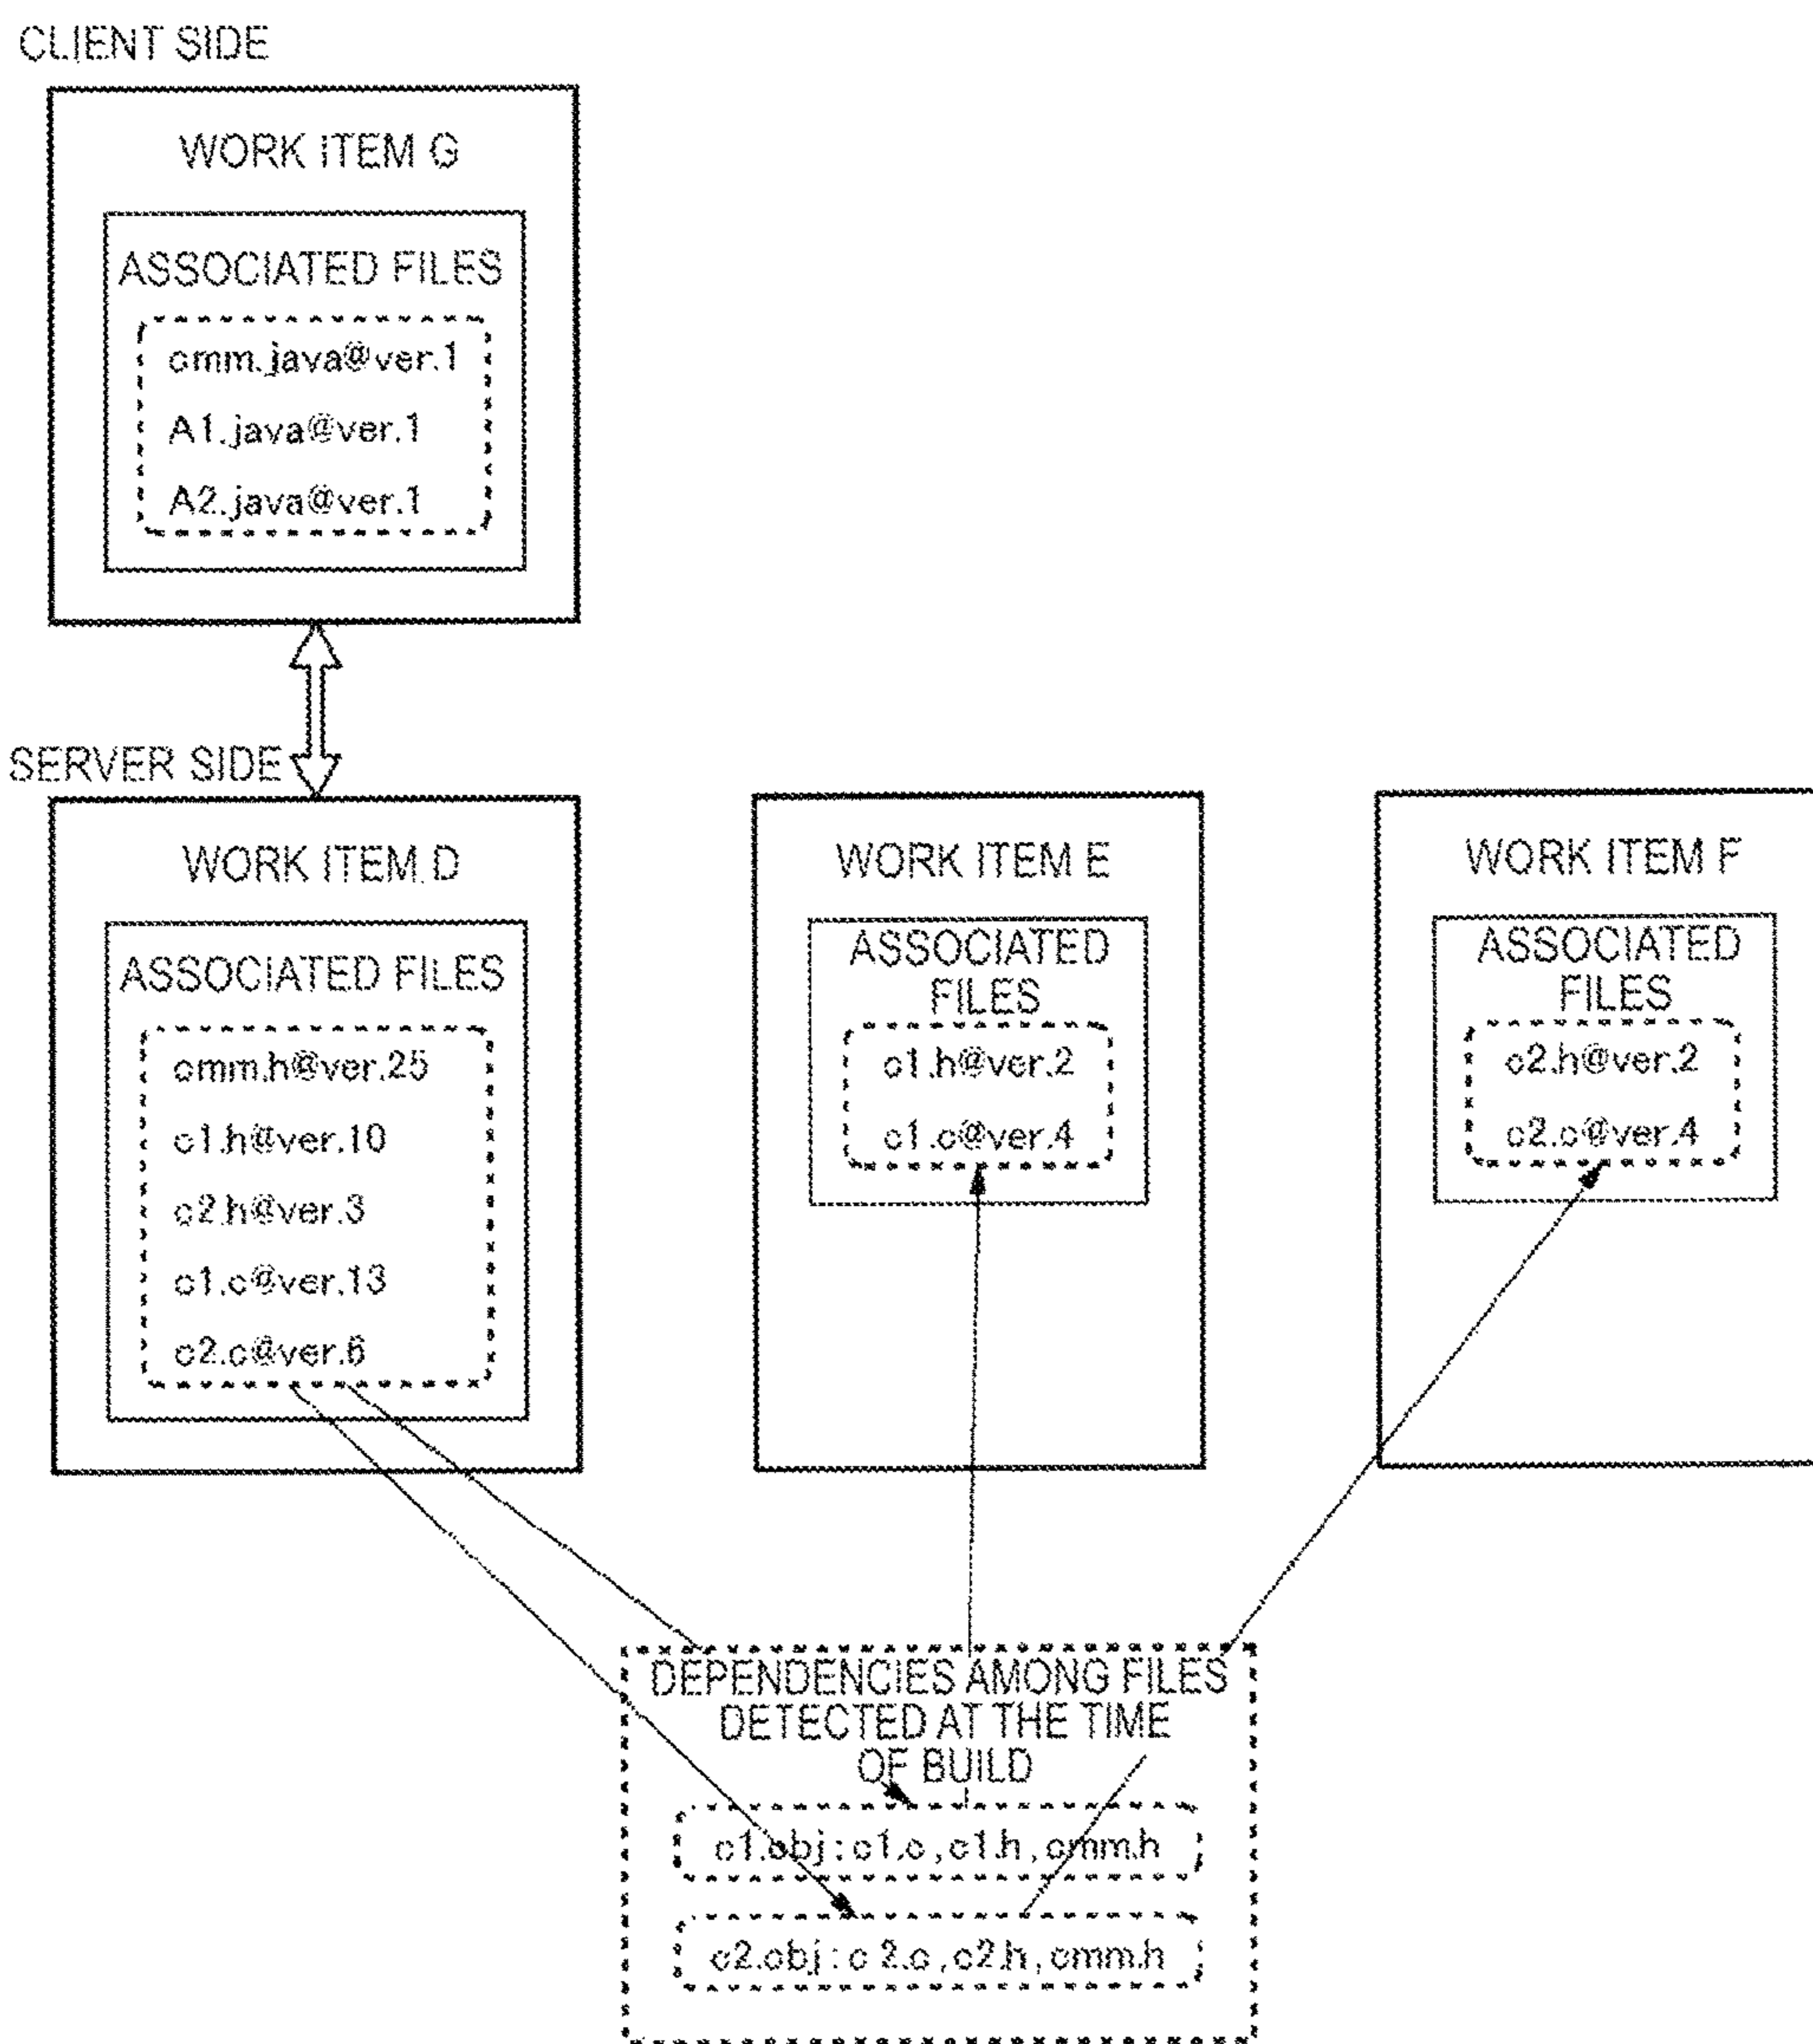 CLIENT SIDE
WORK ITEM G
ASSOCIATED FILES
cmm.java@ver.1
A1.java@ver.1
A2.java@ver.1
SERVER SIDE
WORK ITEM D
ASSOCIATED FILES
cmm.h@ver.25
c1.h@ver.10
c2.h@ver.3
c1.c@ver.13
c2.c@ver.6
WORK ITEM E
ASSOCIATED
FILES
c1.h@ver.2
c1.c@ver.4
WORK ITEM F
ASSOCIATED
FILES
c2.h@ver.2
c2.c@ver.4
DEPENDENCIES AMONG FILES
DETECTED AT THE TIME
OF BUILD
c1.obj:c1.c,c1.h,cmm.h
c2.obj:c2.c,c2.h,cmm.h